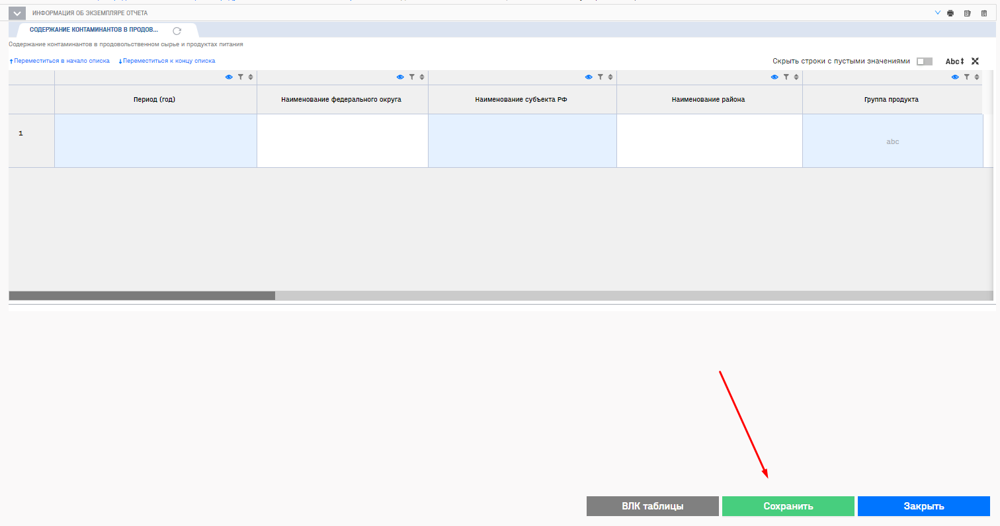 ИНФОРМАЦИЯ ОБ ЭКЗЕМПЛЯРЕ ОТЧЕТА
СОДЕРЖАНИЕ КОНТАМИНАНТОВ В ПРОДОВ...
Содержание контаминантов в продовольственном сырье и продуктах питания
Переместиться в начало списка Переместиться к концу списка Скрыть строки с пустыми значениями Abc
Период (год) Наименование федерального округа Наименование субъекта РФ Наименование района Группа продукта
1 abc
ВЛК таблицы Сохранить Закрыть